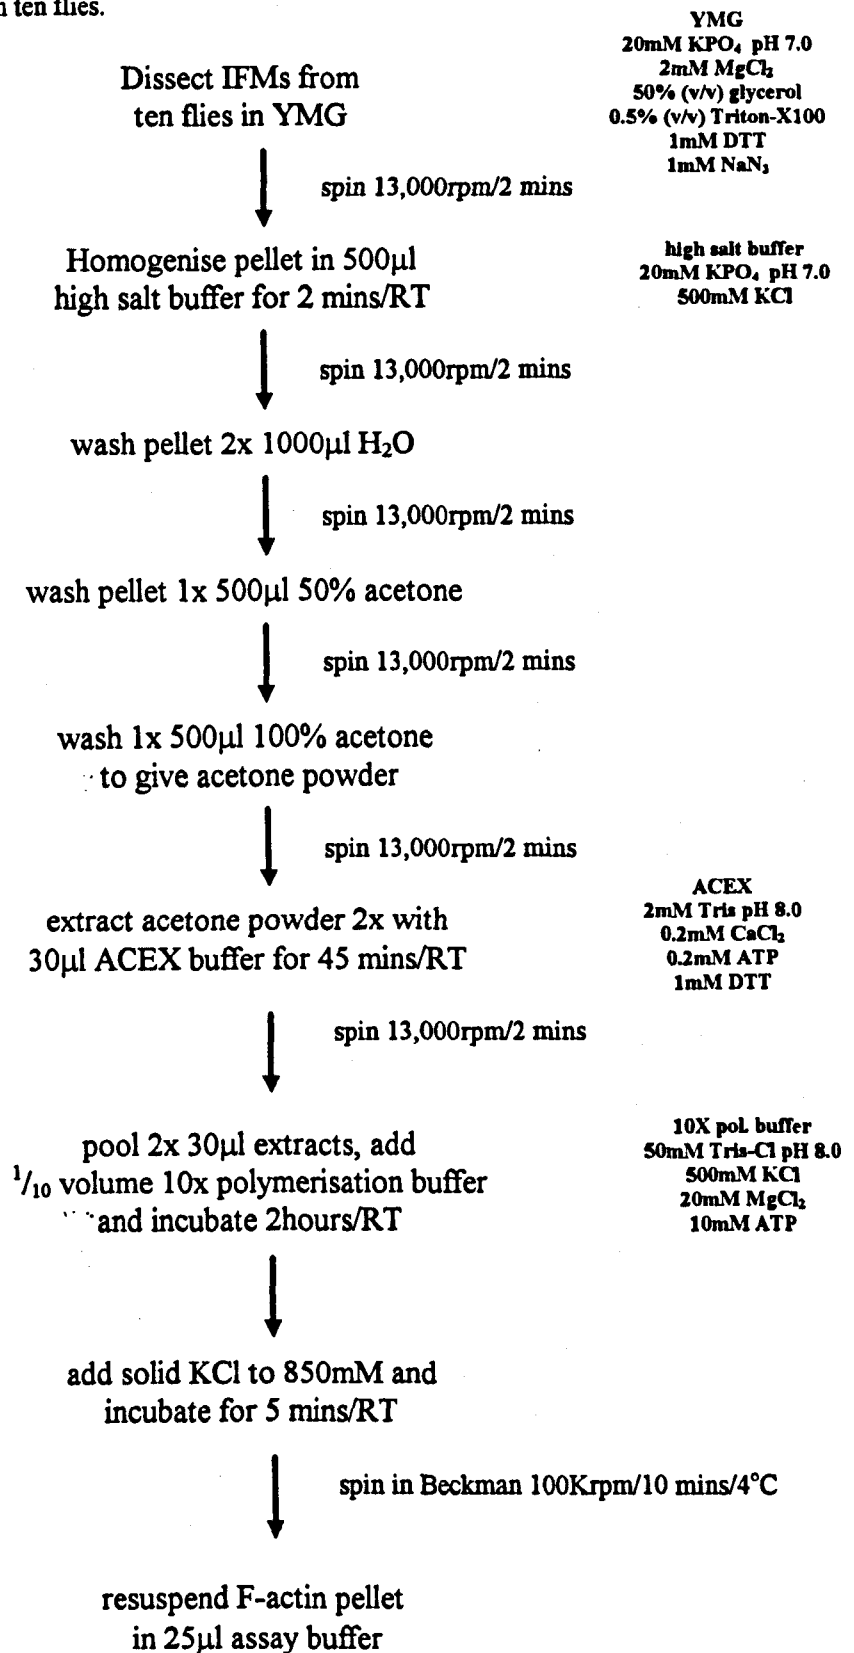 ten flies.
YMG
20mM KPO₄ pH 7.0
2mM MgCl₂
50% (v/v) glycerol
0.5% (v/v) Triton-X100
1mM DTT
1mM NaN₃
Dissect IFMs from
ten flies in YMG
spin 13,000rpm/2 mins
Homogenise pellet in 500µl
high salt buffer for 2 mins/RT
high salt buffer
20mM KPO₄ pH 7.0
500mM KCl
spin 13,000rpm/2 mins
wash pellet 2x 1000µl H₂O
spin 13,000rpm/2 mins
wash pellet 1x 500µl 50% acetone
spin 13,000rpm/2 mins
wash 1x 500µl 100% acetone
to give acetone powder
spin 13,000rpm/2 mins
extract acetone powder 2x with
30µl ACEX buffer for 45 mins/RT
ACEX
2mM Tris pH 8.0
0.2mM CaCl₂
0.2mM ATP
1mM DTT
spin 13,000rpm/2 mins
pool 2x 30µl extracts, add
¹/₁₀ volume 10x polymerisation buffer
and incubate 2hours/RT
10X pol. buffer
50mM Tris-Cl pH 8.0
500mM KCl
20mM MgCl₂
10mM ATP
add solid KCl to 850mM and
incubate for 5 mins/RT
spin in Beckman 100Krpm/10 mins/4°C
resuspend F-actin pellet
in 25µl assay buffer